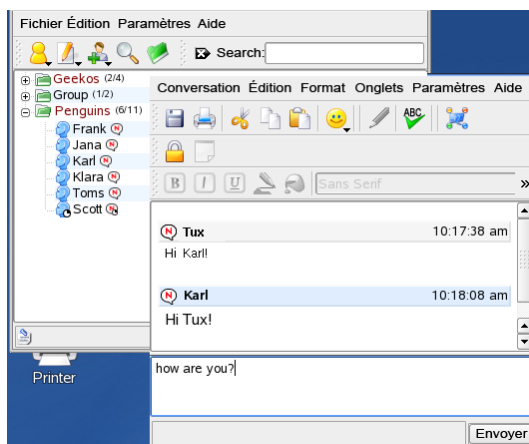 Fichier Édition Paramètres Aide
Search:
Geekos (2/4)
Group (1/2)
Penguins (6/11)
Frank N
Jana N
Karl N
Klara N
Toms N
Scott N
Conversation Édition Format Onglets Paramètres Aide
ABC
B I U Sans Serif »
N Tux 10:17:38 am
Hi Karl!
N Karl 10:18:08 am
Hi Tux!
how are you?
Envoyer
Printer